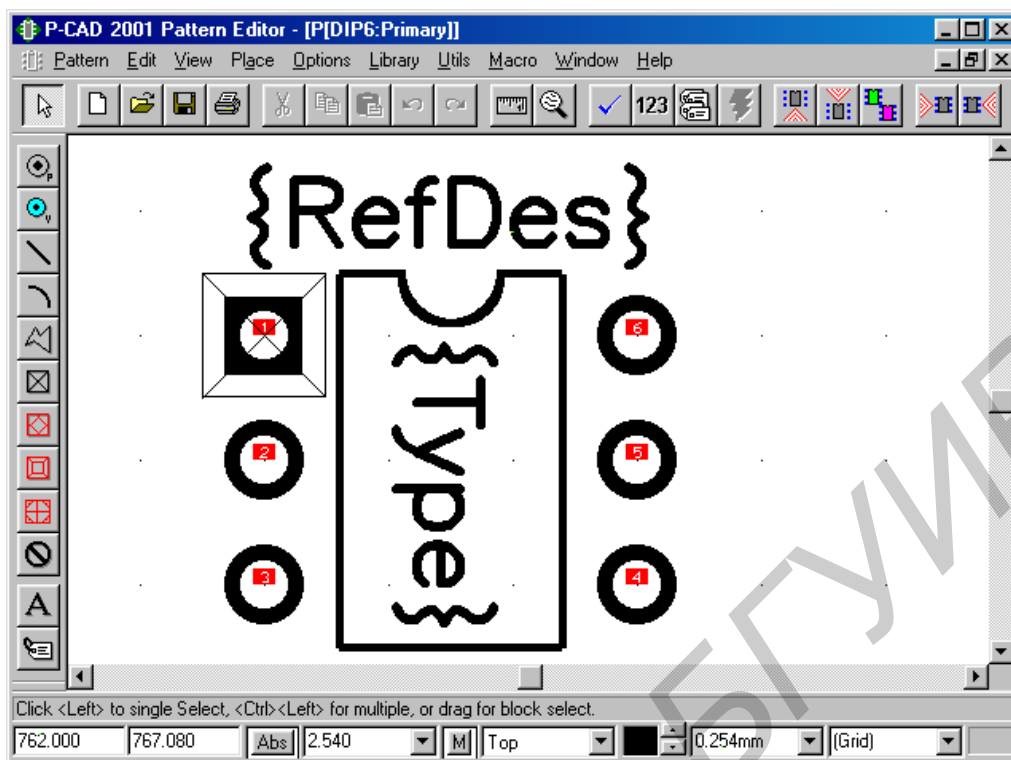 P-CAD 2001 Pattern Editor - [P[DIP6:Primary]]
Pattern Edit View Place Options Library Utils Macro Window Help
123
P
V
A
{RefDes}
1 6
{Type}
2 5
3 4
Click <Left> to single Select, <Ctrl><Left> for multiple, or drag for block select.
762.000 767.080 Abs 2.540 M Top 0.254mm (Grid)
БГУИР